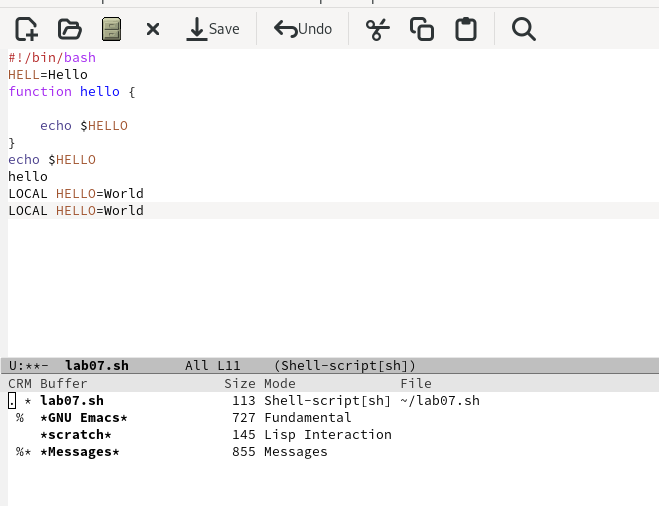 Save Undo
#!/bin/bash
HELL=Hello
function hello {
echo $HELLO
}
echo $HELLO
hello
LOCAL HELLO=World
LOCAL HELLO=World
U:**- lab07.sh All L11 (Shell-script[sh])
CRM Buffer Size Mode File
. * lab07.sh 113 Shell-script[sh] ~/lab07.sh
% *GNU Emacs* 727 Fundamental
*scratch* 145 Lisp Interaction
%* *Messages* 855 Messages